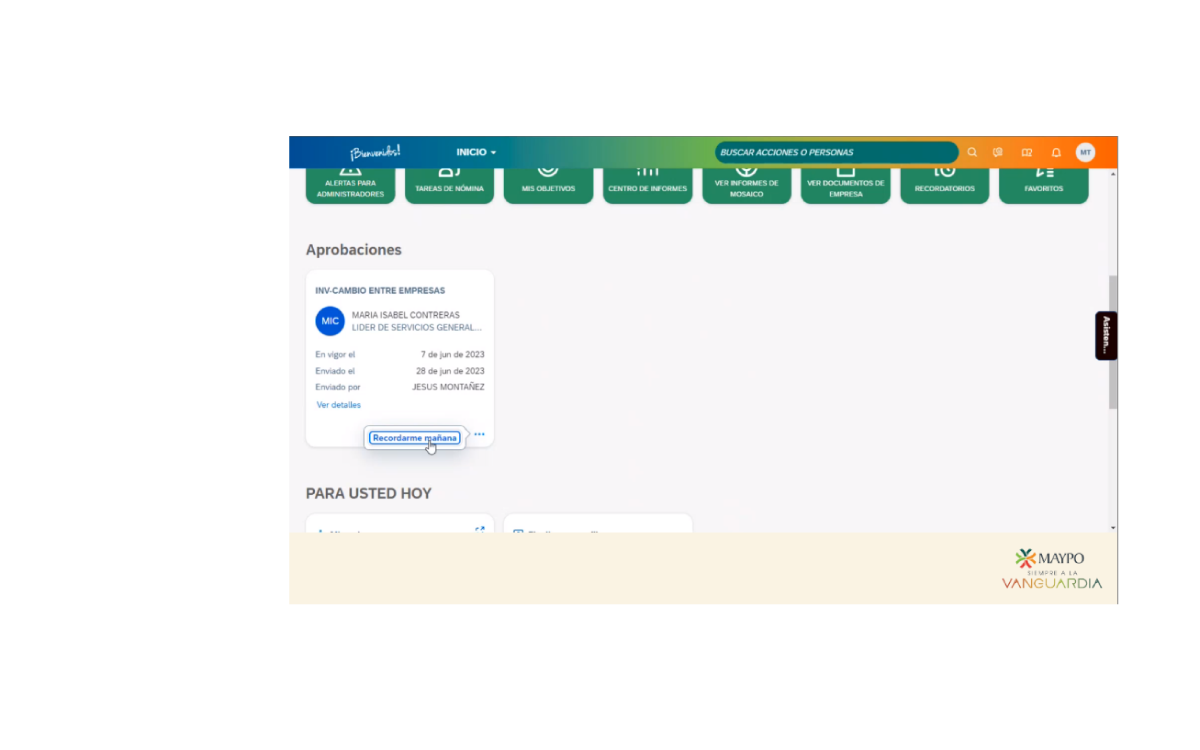 ¡Bienvenidos!
INICIO
BUSCAR ACCIONES O PERSONAS
MT
ALERTAS PARA
ADMINISTRADORES
TAREAS DE NÓMINA
MIS OBJETIVOS
CENTRO DE INFORMES
VER INFORMES DE
MOSAICO
VER DOCUMENTOS DE
EMPRESA
RECORDATORIOS
FAVORITOS
Aprobaciones
INV-CAMBIO ENTRE EMPRESAS
MIC
MARIA ISABEL CONTRERAS
LIDER DE SERVICIOS GENERAL...
En vigor el 7 de jun de 2023
Enviado el 28 de jun de 2023
Enviado por JESUS MONTAÑEZ
Ver detalles
Recordarme mañana
Asisten...
PARA USTED HOY
MAYPO
SIEMPRE A LA
VANGUARDIA